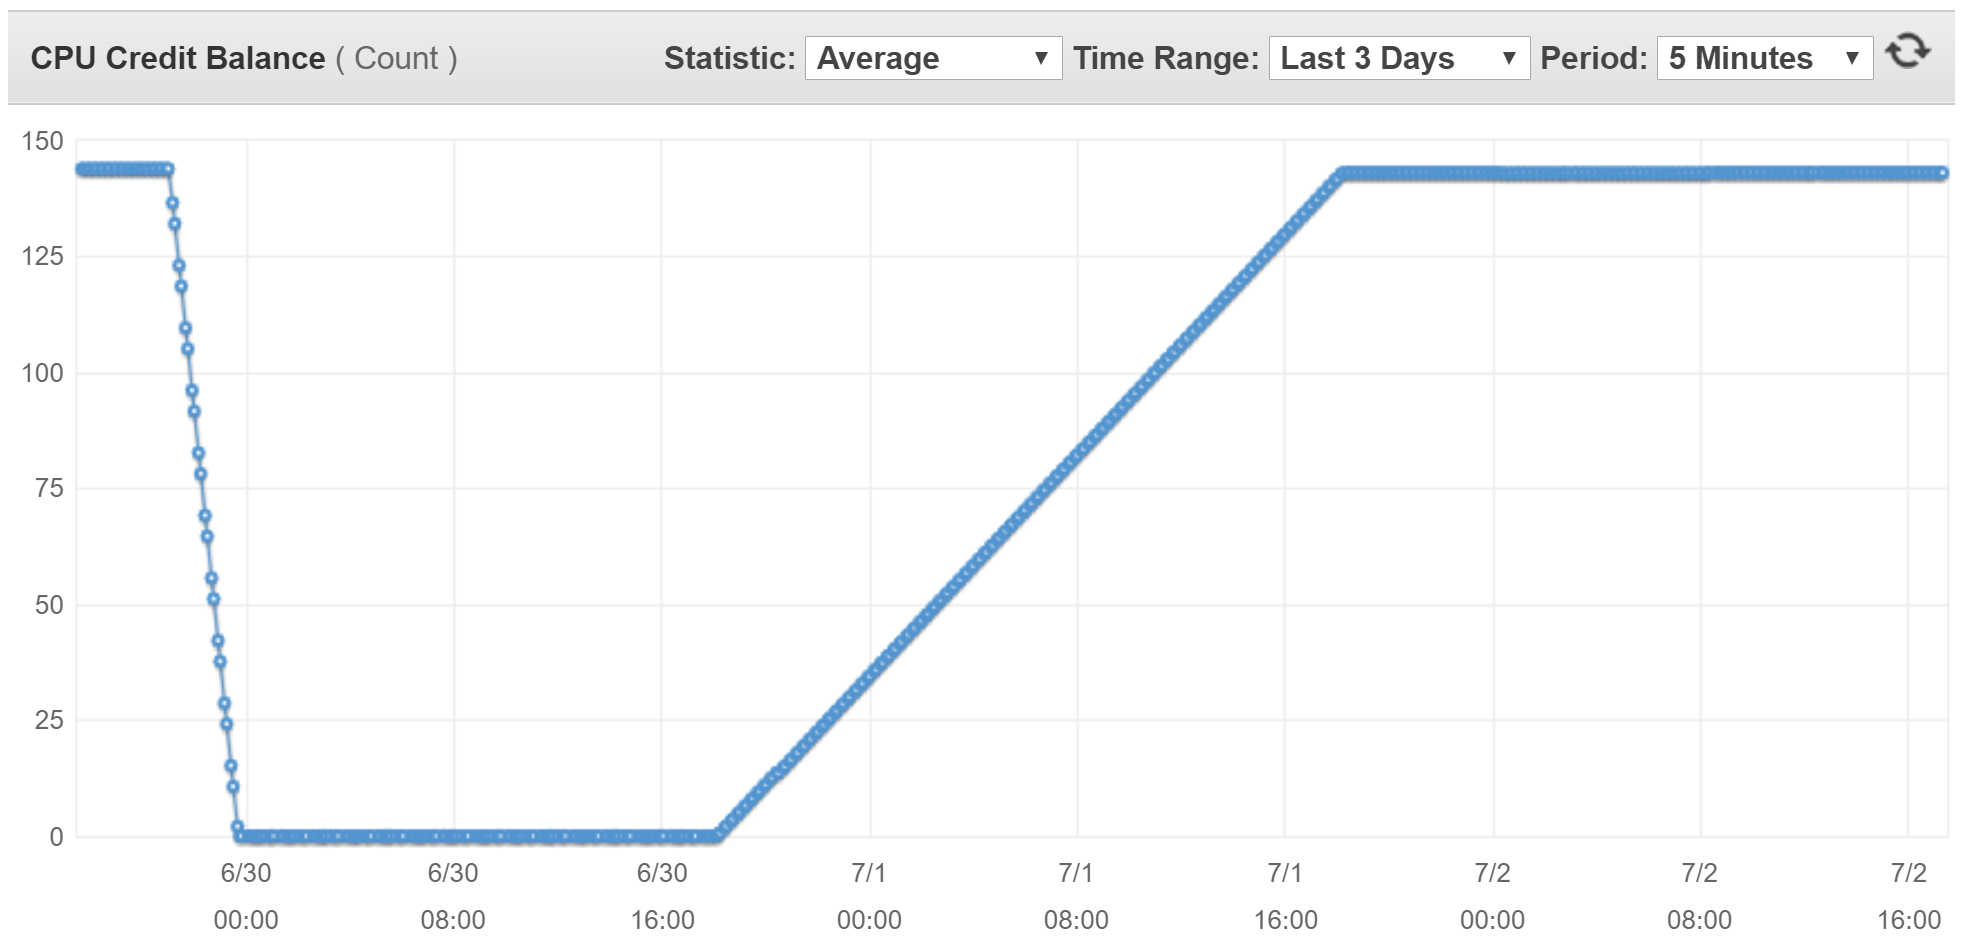 CPU Credit Balance ( Count ) Statistic: Average Time Range: Last 3 Days Period: 5 Minutes
150
125
100
75
50
25
0
6/30 6/30 6/30 7/1 7/1 7/1 7/2 7/2 7/2
00:00 08:00 16:00 00:00 08:00 16:00 00:00 08:00 16:00